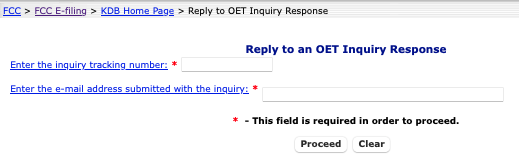 FCC > FCC E-filing > KDB Home Page > Reply to OET Inquiry Response
Reply to an OET Inquiry Response
Enter the inquiry tracking number: *
Enter the e-mail address submitted with the inquiry: *
* - This field is required in order to proceed.
Proceed Clear